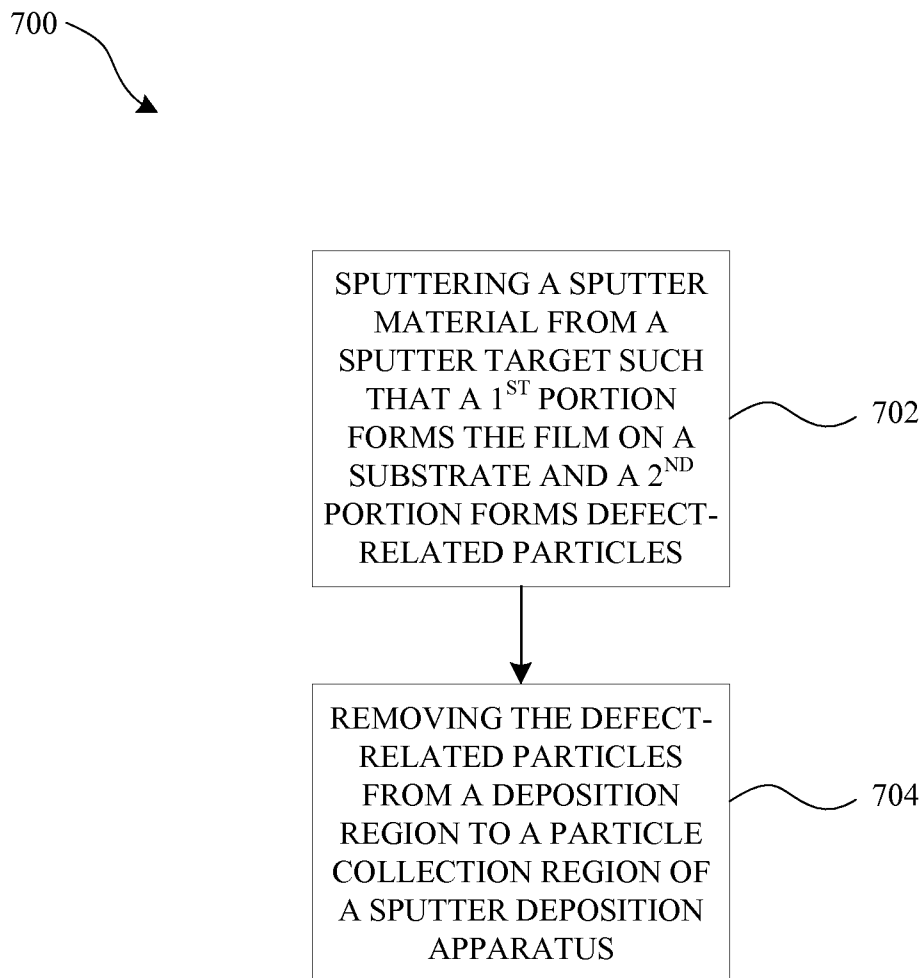 700
SPUTTERING A SPUTTER
MATERIAL FROM A
SPUTTER TARGET SUCH
THAT A 1ST PORTION
FORMS THE FILM ON A
SUBSTRATE AND A 2ND
PORTION FORMS DEFECT-
RELATED PARTICLES
702
REMOVING THE DEFECT-
RELATED PARTICLES
FROM A DEPOSITION
REGION TO A PARTICLE
COLLECTION REGION OF
A SPUTTER DEPOSITION
APPARATUS
704